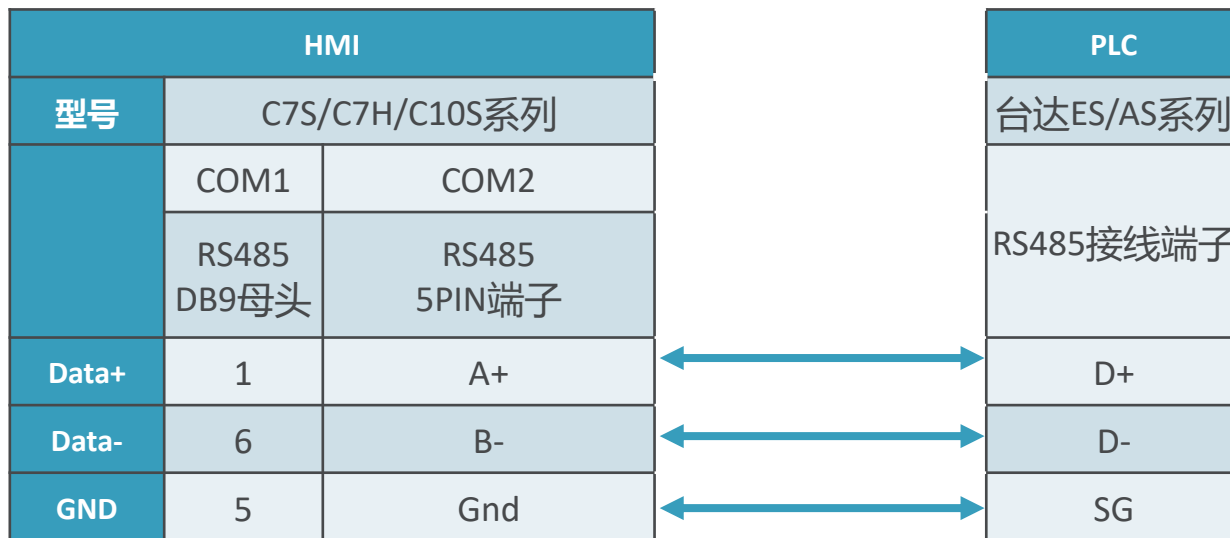 HMI
PLC
型号
C7S/C7H/C10S系列
台达ES/AS系列
COM1
COM2
RS485接线端子
RS485
DB9母头
RS485
5PIN端子
Data+
1
A+
D+
Data-
6
B-
D-
GND
5
Gnd
SG